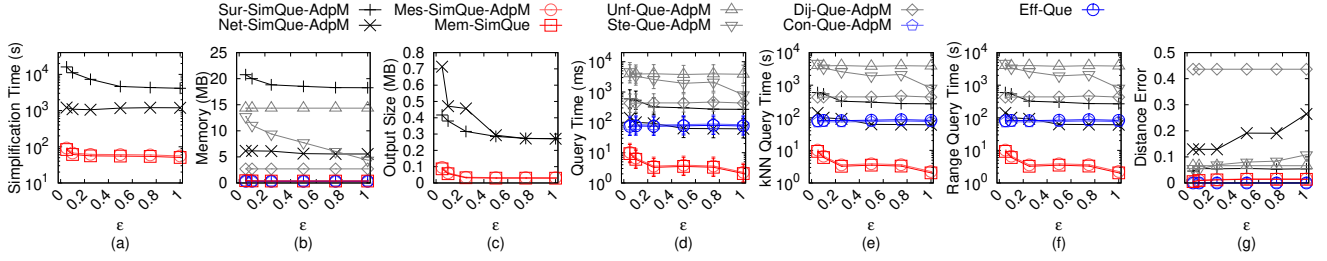 Sur-SimQue-AdpM Mes-SimQue-AdpM Unf-Que-AdpM Dij-Que-AdpM Eff-Que
Net-SimQue-AdpM Mem-SimQue Ste-Que-AdpM Con-Que-AdpM
Simplification Time (s)
10^4
10^3
10^2
10^1
0 0.2 0.4 0.6 0.8 1
ε
(a)
Memory (MB)
25
20
15
10
5
0
0 0.2 0.4 0.6 0.8 1
ε
(b)
Output Size (MB)
0.8
0.6
0.4
0.2
0
0 0.2 0.4 0.6 0.8 1
ε
(c)
Query Time (ms)
10^4
10^3
10^2
10^1
10^0
0 0.2 0.4 0.6 0.8 1
ε
(d)
kNN Query Time (s)
10^4
10^3
10^2
10^1
10^0
0 0.2 0.4 0.6 0.8 1
ε
(e)
Range Query Time (s)
10^4
10^3
10^2
10^1
10^0
0 0.2 0.4 0.6 0.8 1
ε
(f)
Distance Error
0.5
0.4
0.3
0.2
0.1
0
0 0.2 0.4 0.6 0.8 1
ε
(g)